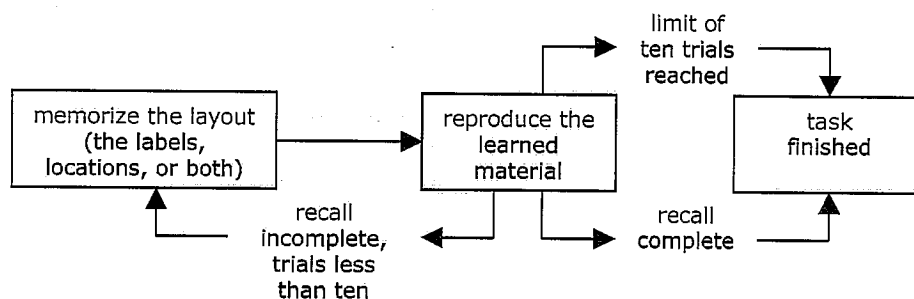 limit of
ten trials
reached
memorize the layout
(the labels,
locations, or both)
reproduce the
learned
material
task
finished
recall
incomplete,
trials less
than ten
recall
complete